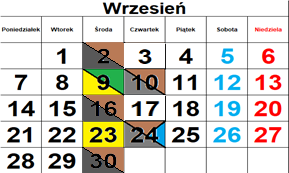 Wrzesień
Poniedziałek Wtorek Środa Czwartek Piątek Sobota Niedziela
1 2 3 4 5 6
7 8 9 10 11 12 13
14 15 16 17 18 19 20
21 22 23 24 25 26 27
28 29 30